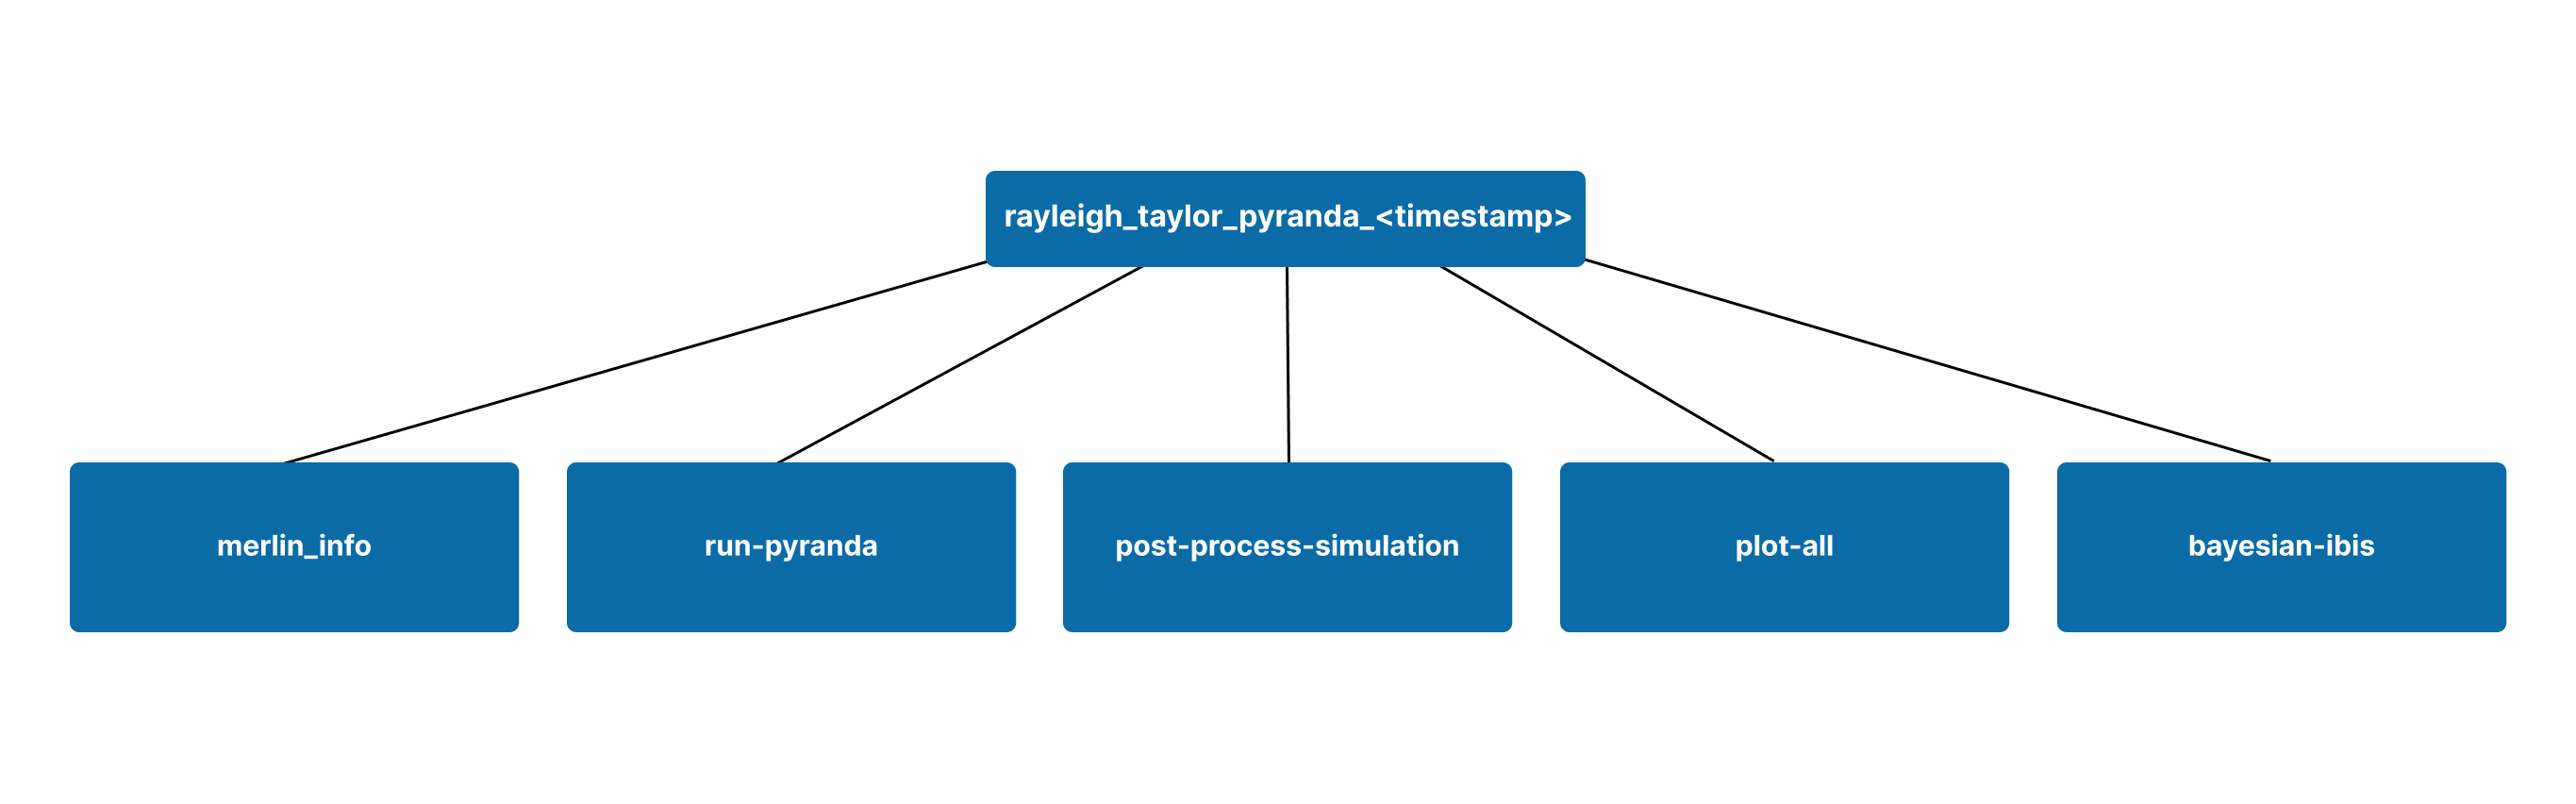 rayleigh_taylor_pyranda_<timestamp>
merlin_info
run-pyranda
post-process-simulation
plot-all
bayesian-ibis